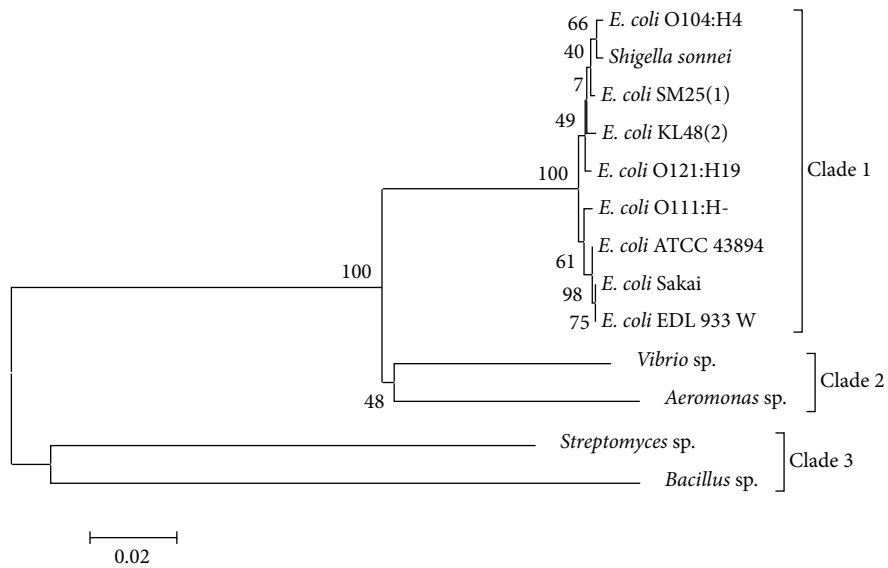 66
E. coli O104:H4
40
Shigella sonnei
7
E. coli SM25(1)
49
E. coli KL48(2)
100
E. coli O121:H19
Clade 1
E. coli O111:H-
61
E. coli ATCC 43894
98
E. coli Sakai
75
E. coli EDL 933 W
100
Vibrio sp.
Clade 2
48
Aeromonas sp.
Streptomyces sp.
Clade 3
Bacillus sp.
0.02